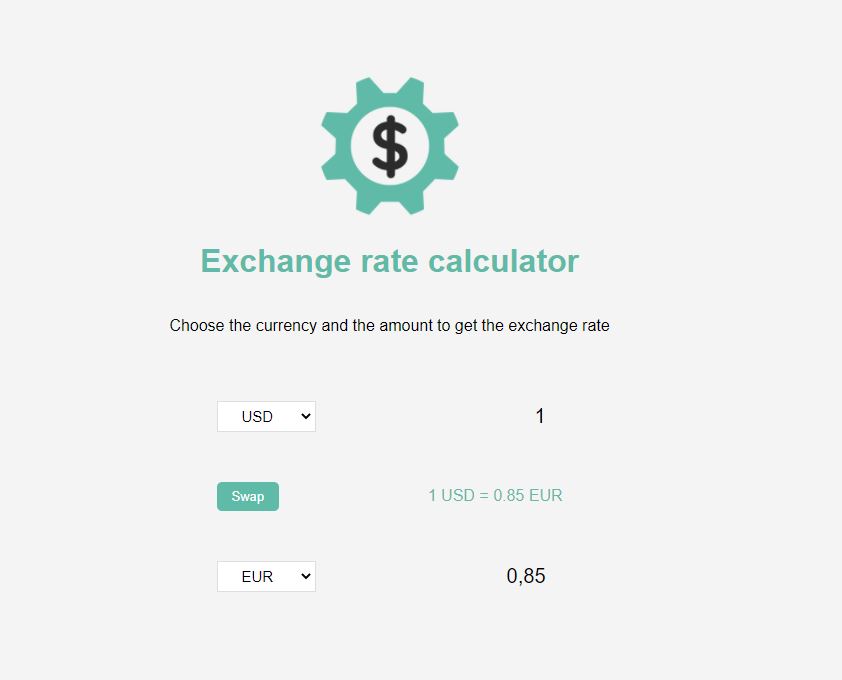 $
Exchange rate calculator
Choose the currency and the amount to get the exchange rate
USD 1
Swap 1 USD = 0.85 EUR
EUR 0,85